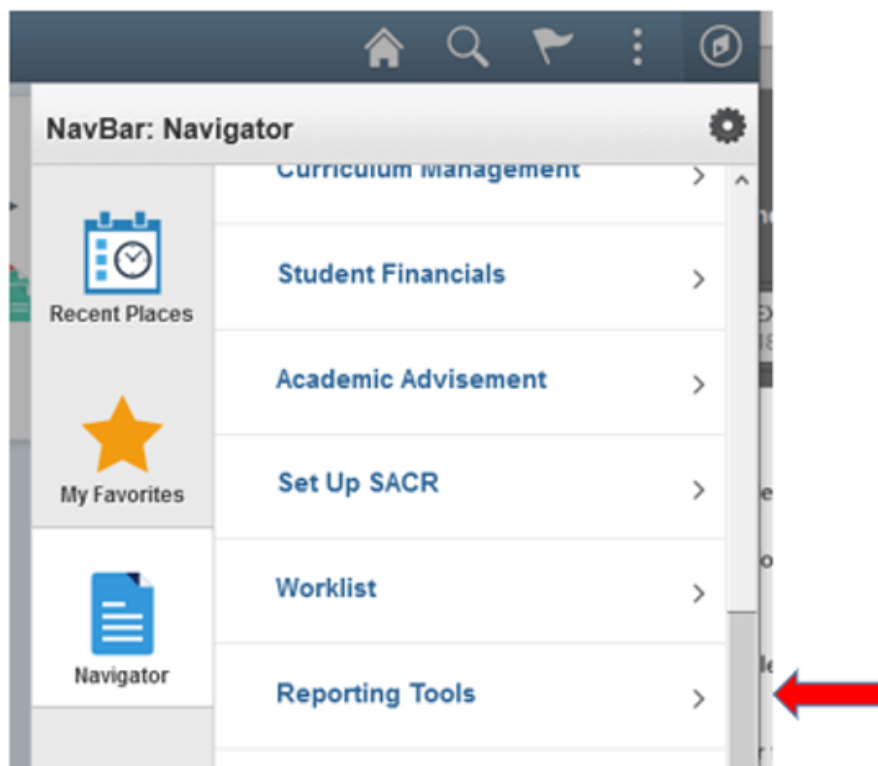 NavBar: Navigator
Curriculum Management
Recent Places
Student Financials
Academic Advisement
My Favorites
Set Up SACR
Worklist
Navigator
Reporting Tools